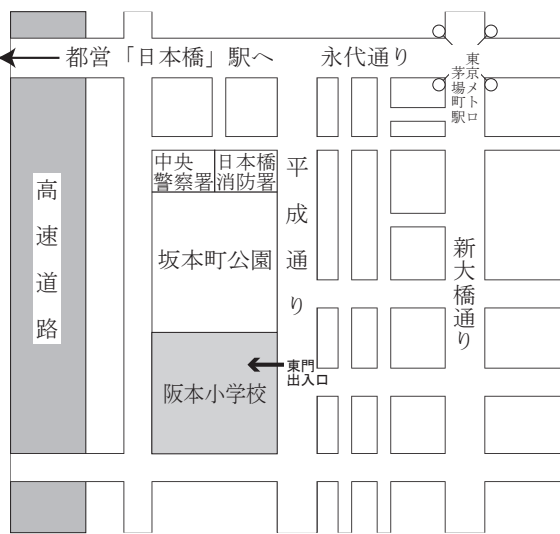 都営「日本橋」駅へ
永代通り
東京メトロ
茅場町駅
中央
警察署
日本橋
消防署
平成通り
高速道路
坂本町公園
新大橋通り
東門
出入口
阪本小学校